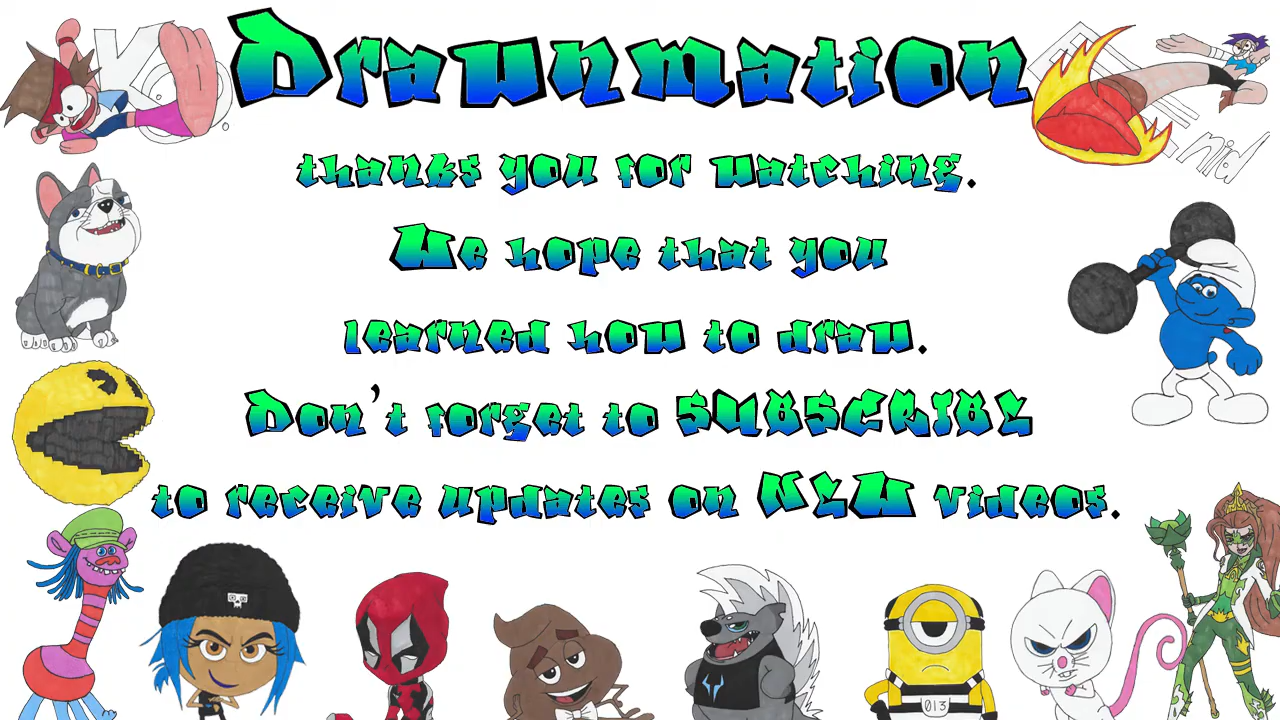 Drawnmation
thanks you for watching.
We hope that you
learned how to draw.
Don't forget to SUBSCRIBE
to receive updates on NEW videos.
013